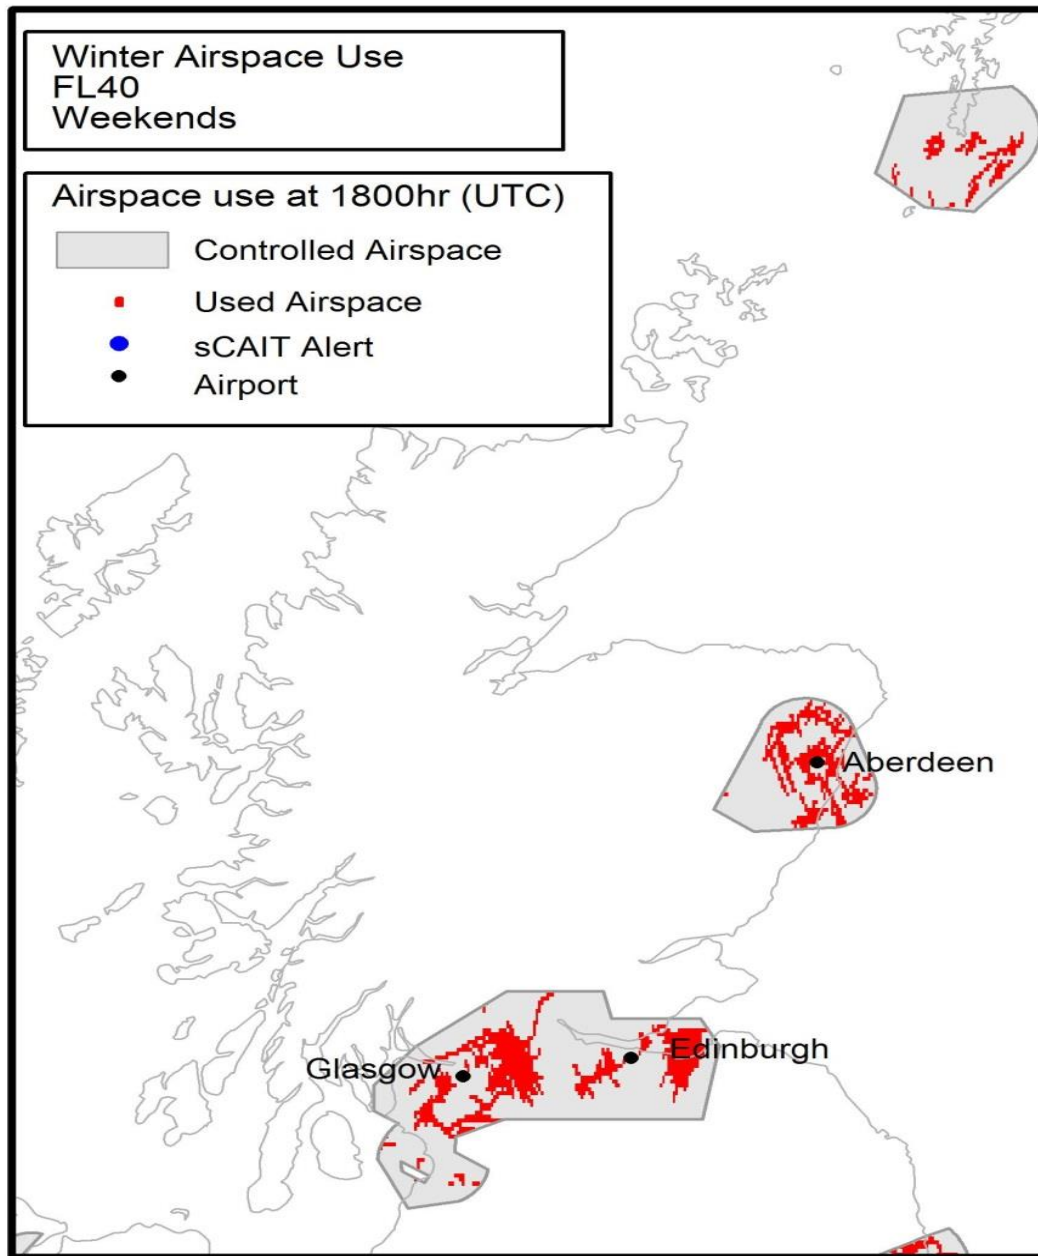 Winter Airspace Use
FL40
Weekends
Airspace use at 1800hr (UTC)
Controlled Airspace
Used Airspace
sCAIT Alert
Airport
Aberdeen
Edinburgh
Glasgow